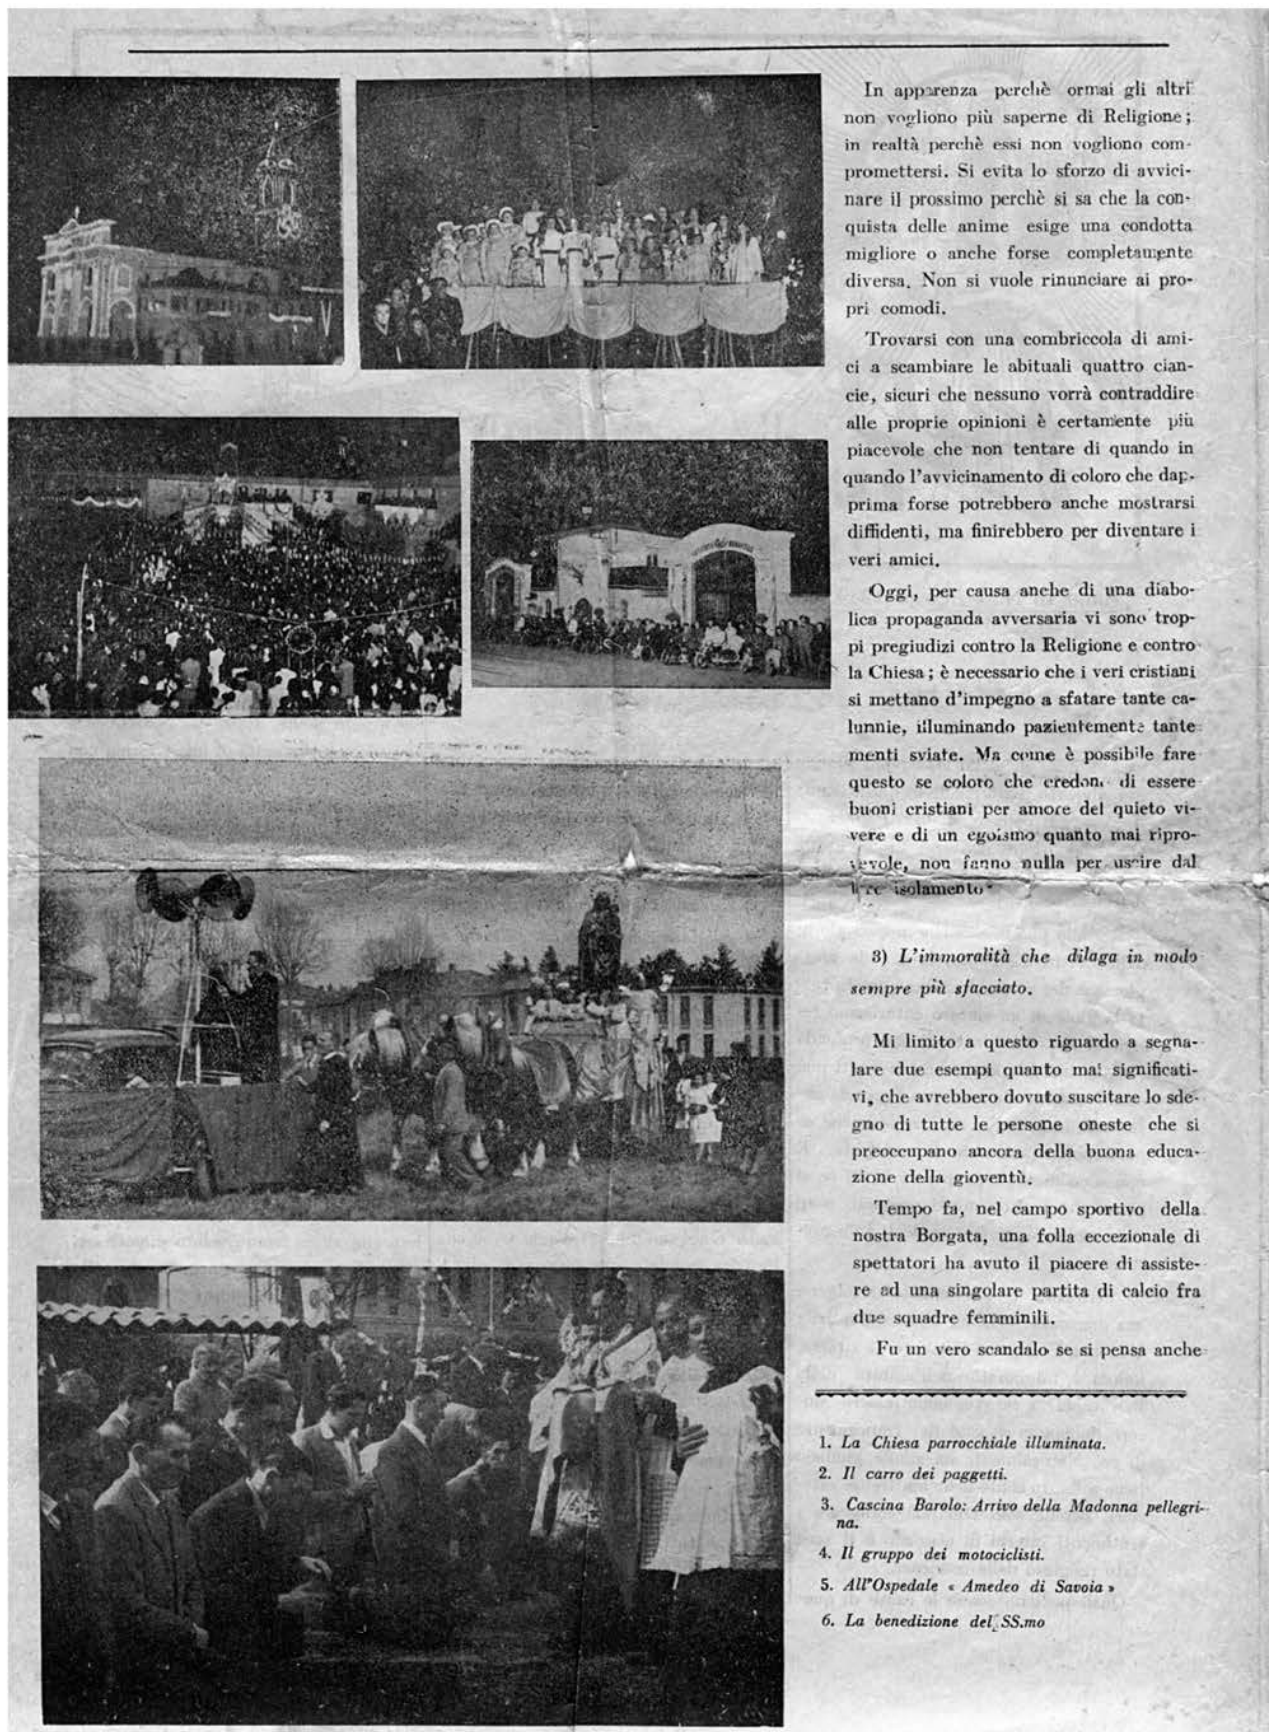 In apparenza perchè ormai gli altri
non vogliono più saperne di Religione;
in realtà perchè essi non vogliono com-
promettersi. Si evita lo sforzo di avvici-
nare il prossimo perchè si sa che la con-
quista delle anime esige una condotta
migliore o anche forse completamente
diversa. Non si vuole rinunciare ai pro-
pri comodi.
Trovarsi con una combriccola di ami-
ci a scambiare le abituali quattro cian-
cie, sicuri che nessuno vorrà contraddire
alle proprie opinioni è certamente più
piacevole che non tentare di quando in
quando l'avvicinamento di coloro che dap-
prima forse potrebbero anche mostrarsi
diffidenti, ma finirebbero per diventare i
veri amici.
Oggi, per causa anche di una diabo-
lica propaganda avversaria vi sono trop-
pi pregiudizi contro la Religione e contro
la Chiesa; è necessario che i veri cristiani
si mettano d'impegno a sfatare tante ca-
lunnie, illuminando pazientemente tante
menti sviate. Ma come è possibile fare
questo se coloro che credono di essere
buoni cristiani per amore del quieto vi-
vere e di un egoismo quanto mai ripro-
vevole, non fanno nulla per uscire dal
loro isolamento
3) L'immoralità che dilaga in modo
sempre più sfacciato.
Mi limito a questo riguardo a segna-
lare due esempi quanto mai significati-
vi, che avrebbero dovuto suscitare lo sde-
gno di tutte le persone oneste che si
preoccupano ancora della buona educa-
zione della gioventù.
Tempo fa, nel campo sportivo della
nostra Borgata, una folla eccezionale di
spettatori ha avuto il piacere di assiste-
re ad una singolare partita di calcio fra
due squadre femminili.
Fu un vero scandalo se si pensa anche
1. La Chiesa parrocchiale illuminata.
2. Il carro dei paggetti.
3. Cascina Barolo: Arrivo della Madonna pellegri-
na.
4. Il gruppo dei motociclisti.
5. All'Ospedale « Amedeo di Savoia »
6. La benedizione del SS.mo